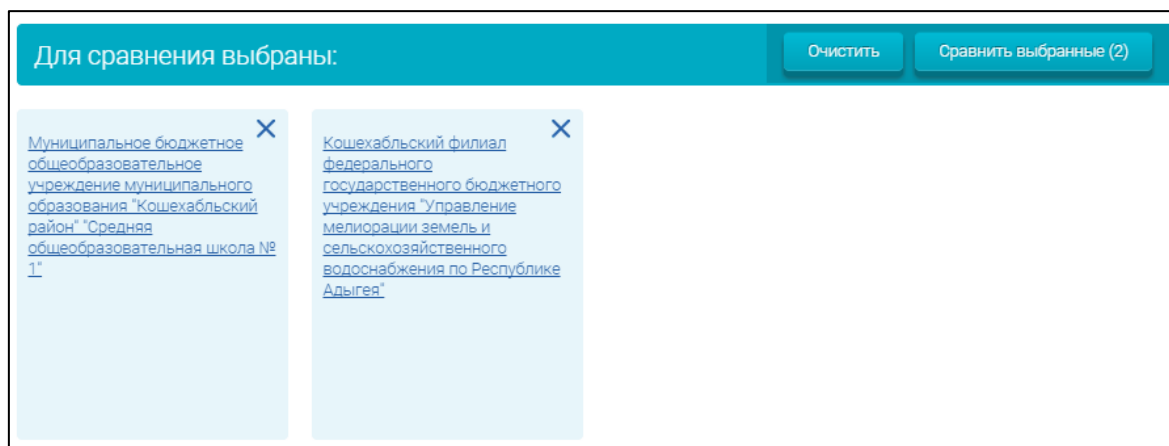 Для сравнения выбраны:
Очистить
Сравнить выбранные (2)
Муниципальное бюджетное
общеобразовательное
учреждение муниципального
образования "Кошехабльский
район" "Средняя
общеобразовательная школа №
1"
Кошехабльский филиал
федерального
государственного бюджетного
учреждения "Управление
мелиорации земель и
сельскохозяйственного
водоснабжения по Республике
Адыгея"